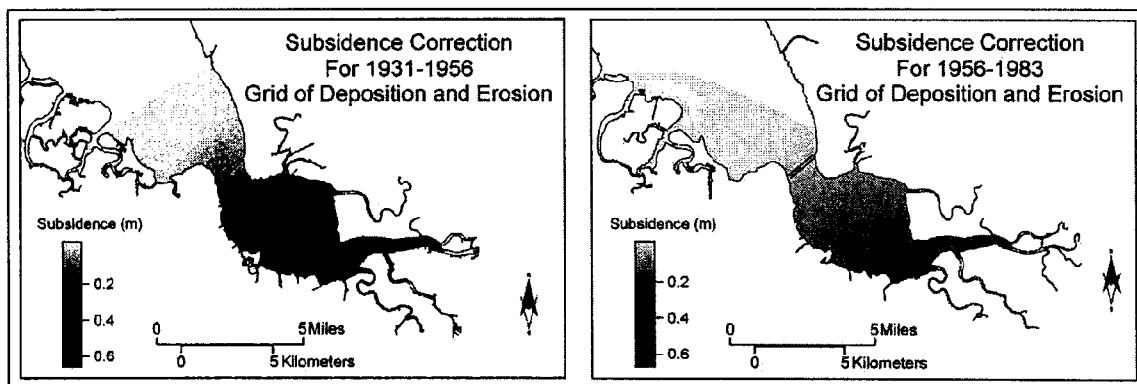 Subsidence Correction
For 1931-1956
Grid of Deposition and Erosion
Subsidence (m)
0.2
0.4
0.6
0 5 Miles
0 5 Kilometers
Subsidence Correction
For 1956-1983
Grid of Deposition and Erosion
Subsidence (m)
0.2
0.4
0.6
0 5 Miles
0 5 Kilometers